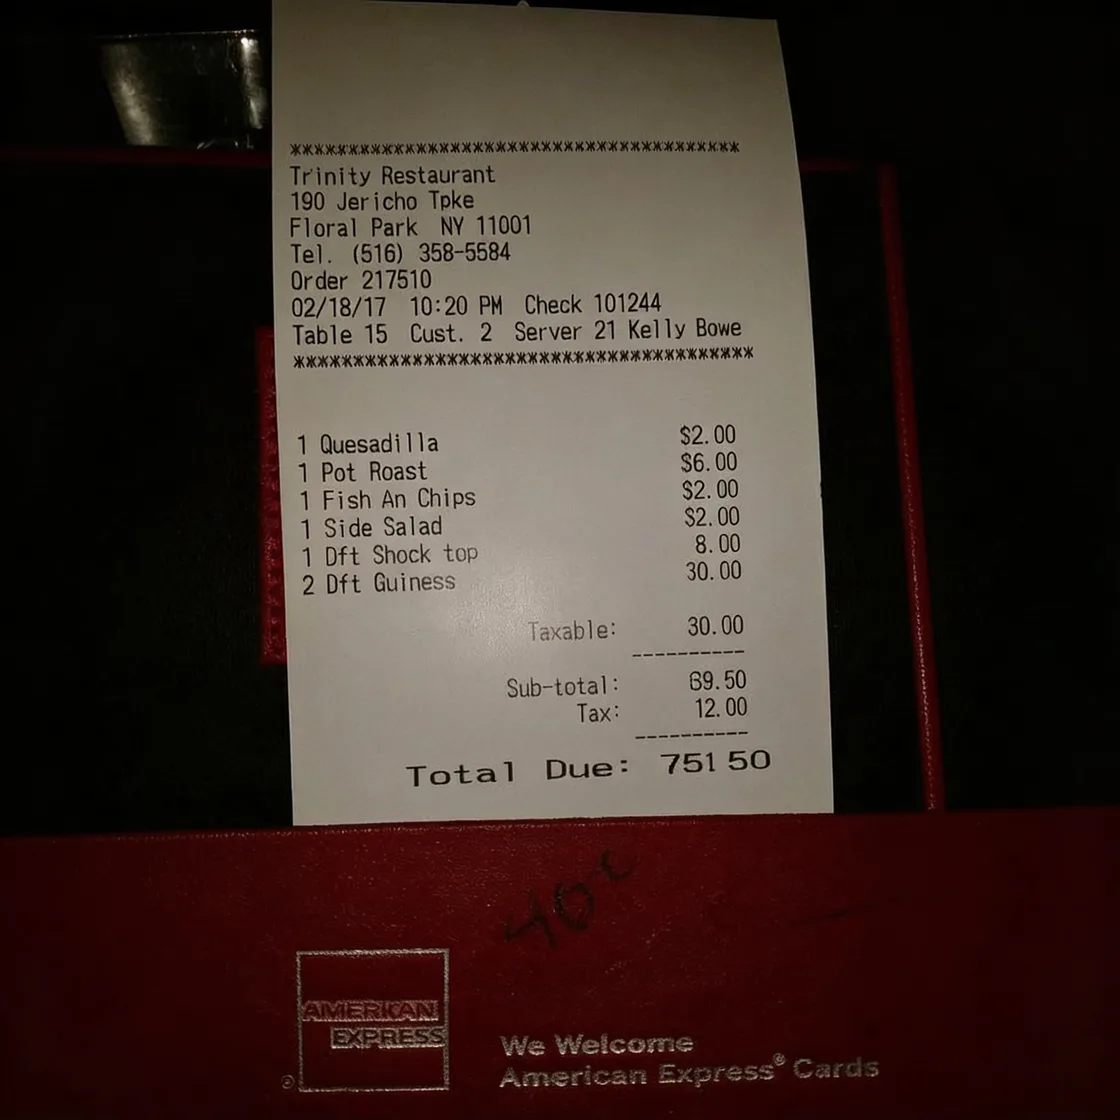 ****************************************
Trinity Restaurant
190 Jericho Tpke
Floral Park NY 11001
Tel. (516) 358-5584
Order 217510
02/18/17 10:20 PM Check 101244
Table 15 Cust. 2 Server 21 Kelly Bowe
****************************************
1 Quesadilla $2.00
1 Pot Roast $6.00
1 Fish An Chips $2.00
1 Side Salad $2.00
1 Dft Shock top 8.00
2 Dft Guiness 30.00
Taxable: 30.00
----------
Sub-total: 69.50
Tax: 12.00
----------
Total Due: 751 50
AMERICAN
EXPRESS
We Welcome
American Express® Cards